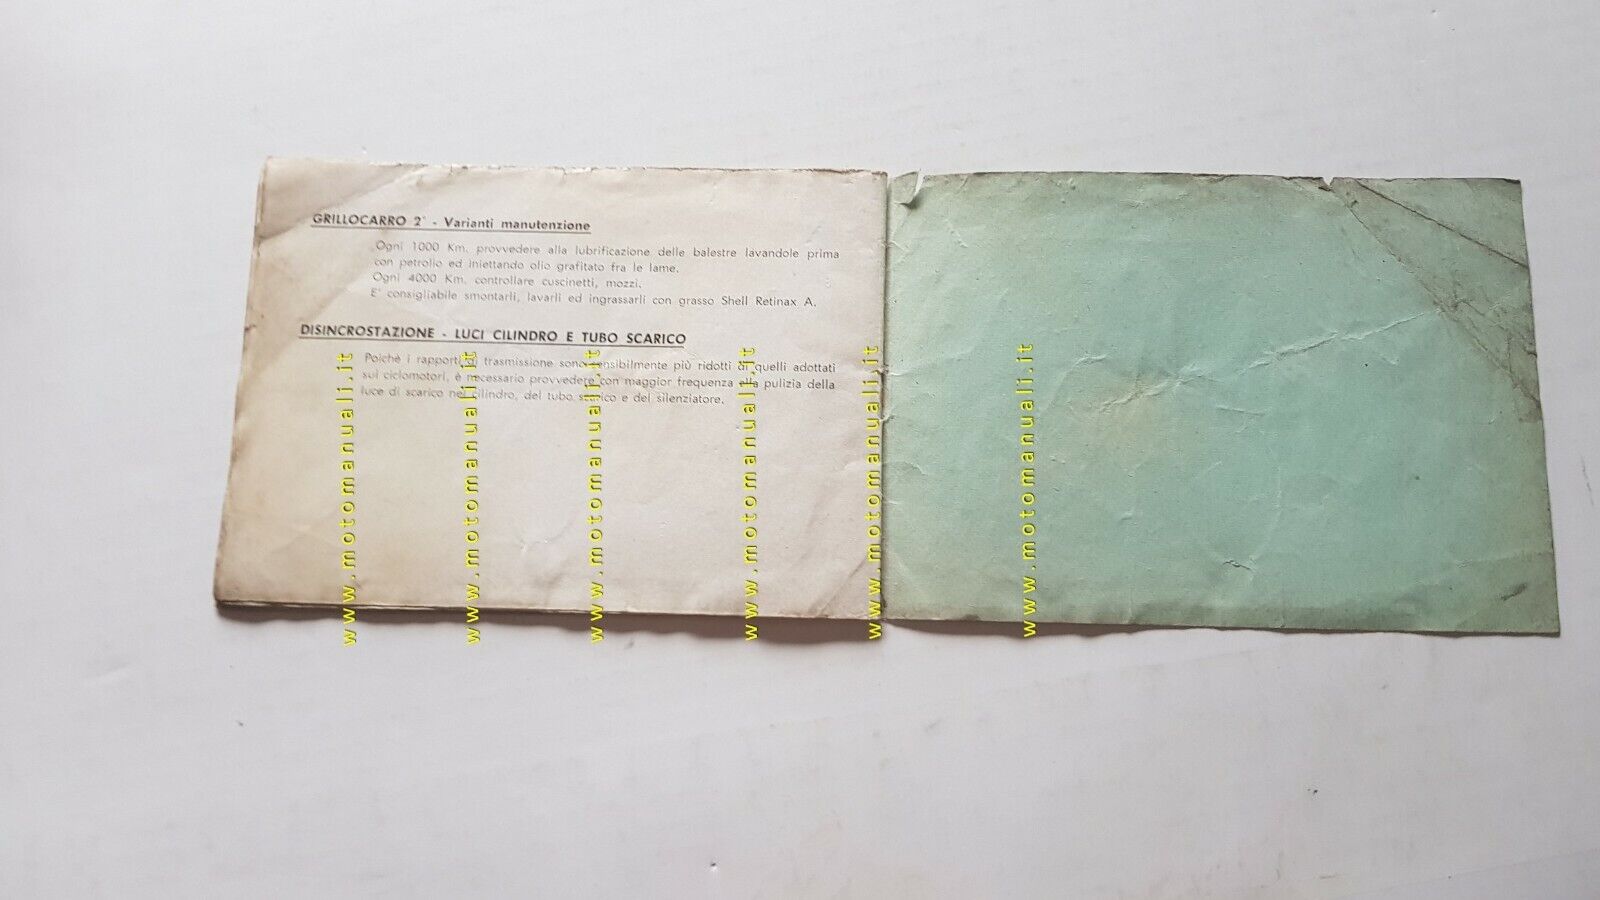 GRILLOCARRO 2° - Varianti manutenzione
Ogni 1000 Km. provvedere alla lubrificazione delle balestre lavandole prima
con petrolio ed iniettando olio grafitato fra le lame.
Ogni 4000 Km. controllare cuscinetti, mozzi.
E' consigliabile smontarli, lavarli ed ingrassarli con grasso Shell Retinax A.
DISINCROSTAZIONE - LUCI CILINDRO E TUBO SCARICO
Poichè i rapporti di trasmissione sono sensibilmente più ridotti di quelli adottati
sui ciclomotori, è necessario provvedere con maggior frequenza alla pulizia della
luce di scarico nel cilindro, del tubo scarico e del silenziatore.
www.motomanuali.it
www.motomanuali.it
www.motomanuali.it
www.motomanuali.it
www.motomanuali.it
www.motomanuali.it